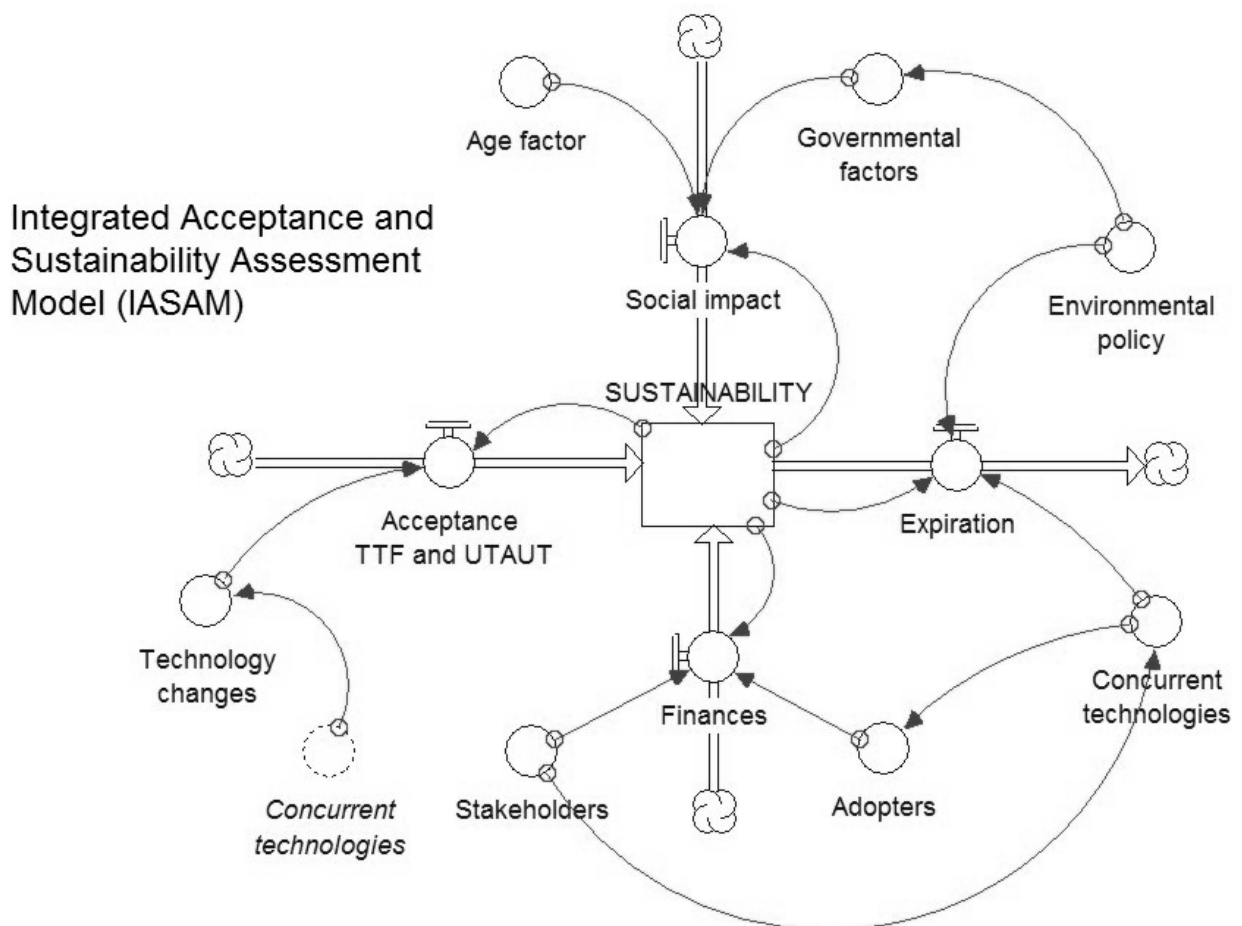 Age factor
Governmental
factors
Integrated Acceptance and
Sustainability Assessment
Model (IASAM)
Social impact
Environmental
policy
SUSTAINABILITY
Acceptance
TTF and UTAUT
Expiration
Technology
changes
Finances
Concurrent
technologies
Concurrent
technologies
Stakeholders
Adopters